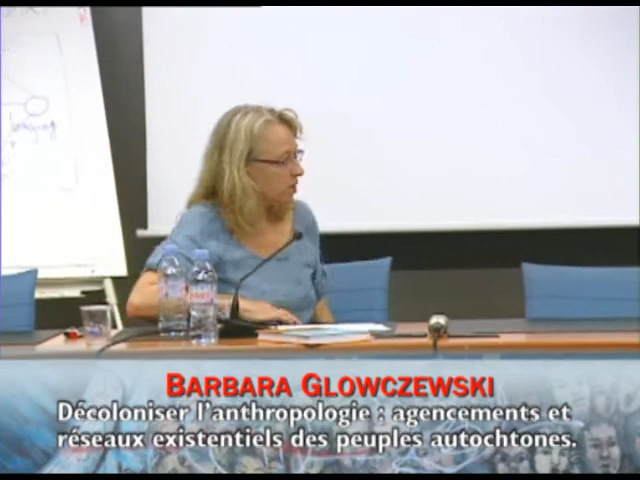 BARBARA GLOWCZEWSKI
Décoloniser l'anthropologie : agencements et
réseaux existentiels des peuples autochtones.